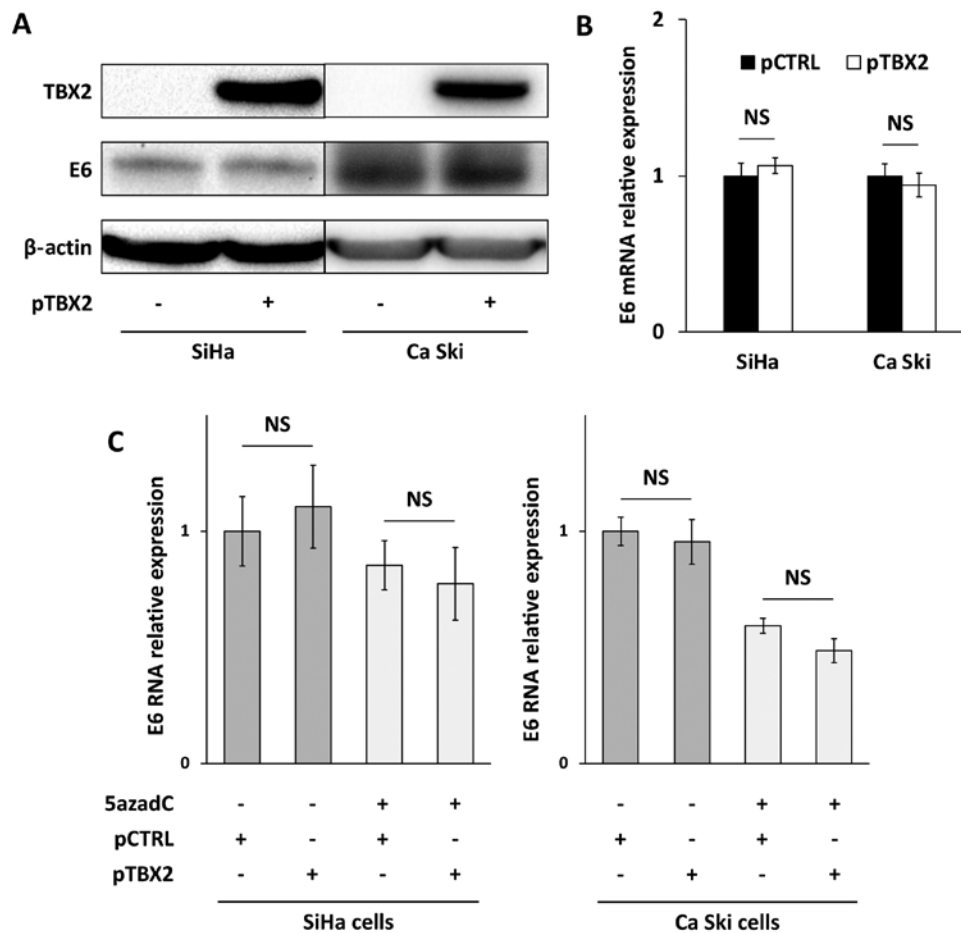 A
TBX2
E6
β-actin
pTBX2 - + - +
SiHa Ca Ski
B
2
pCTRL pTBX2
NS NS
1
0
E6 mRNA relative expression
SiHa Ca Ski
C
NS
NS
1
0
E6 RNA relative expression
NS
NS
1
0
E6 RNA relative expression
5azadC - - + + - - + +
pCTRL + - + - + - + -
pTBX2 - + - + - + - +
SiHa cells Ca Ski cells